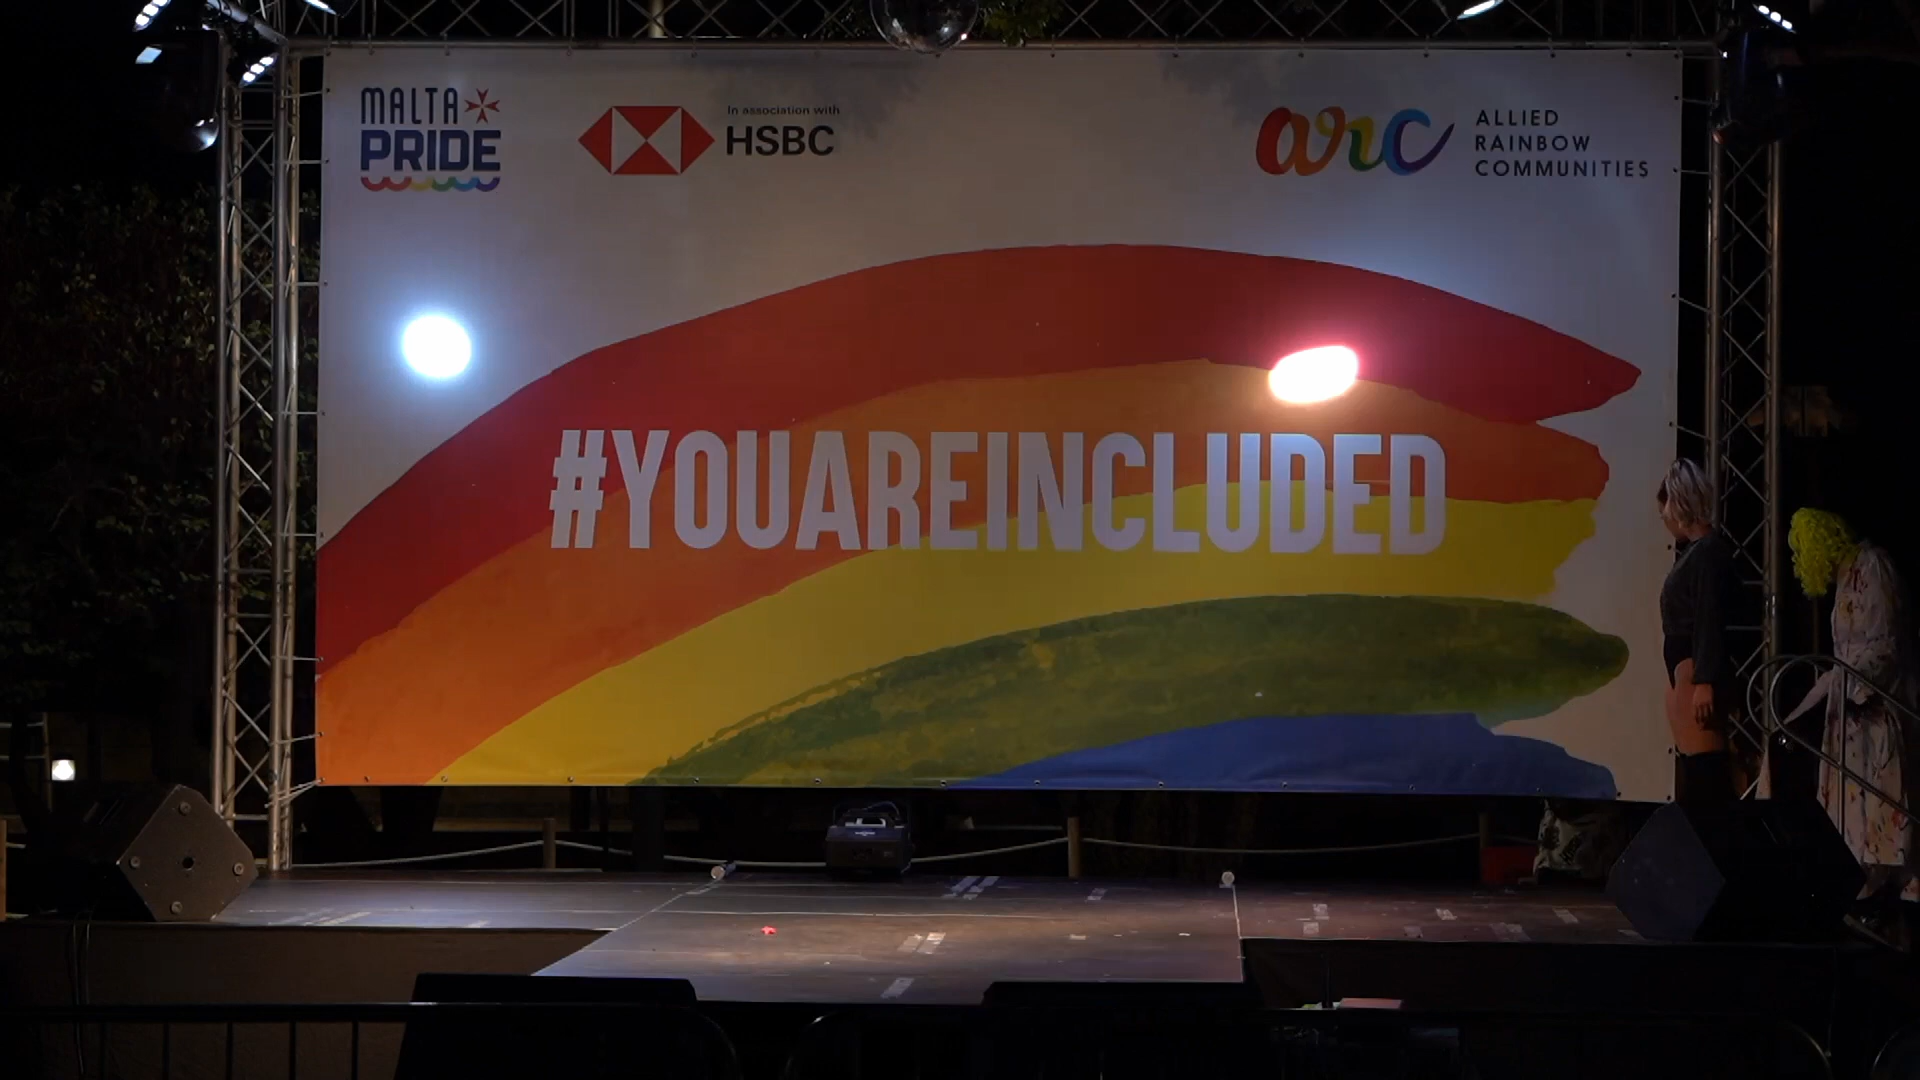 MALTA
PRIDE
In association with
HSBC
arc
ALLIED
RAINBOW
COMMUNITIES
#YOUAREINCLUDED